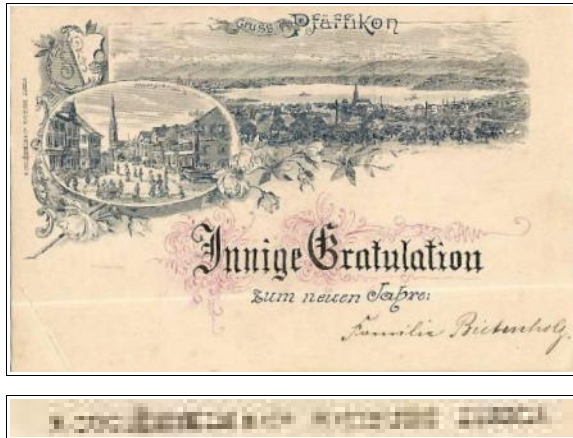 Gruss aus Pfäffikon
Innige Gratulation
zum neuen Jahre!
Familie Bietenholz.